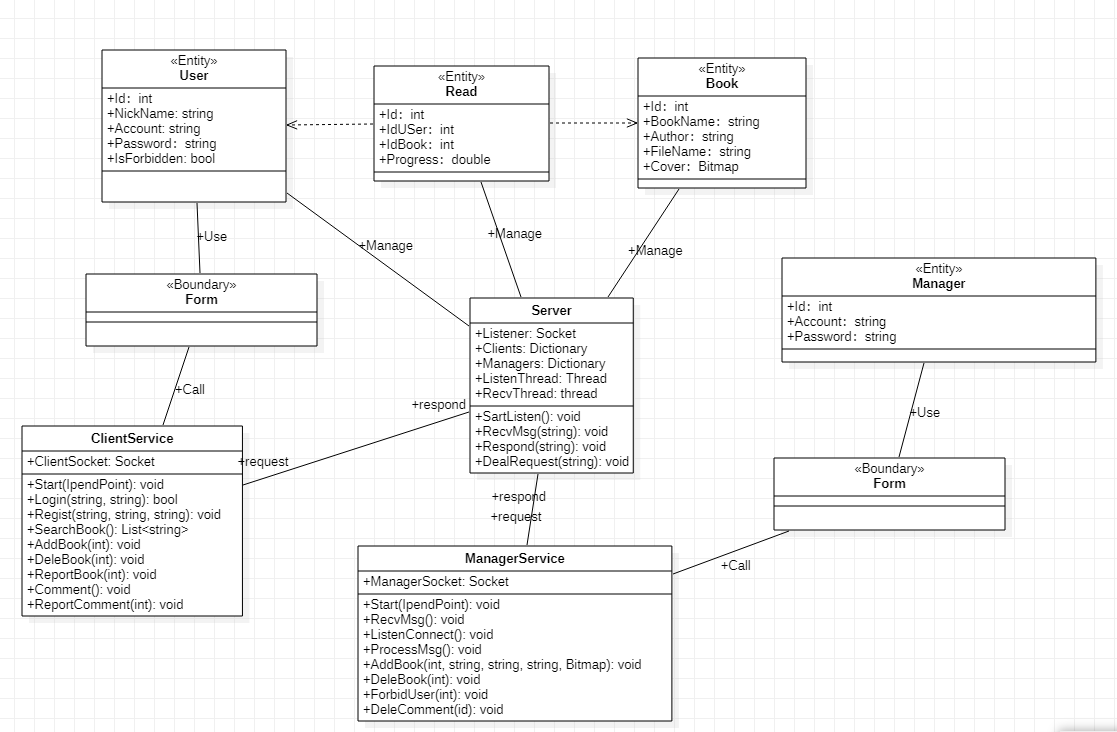 «Entity»
User
+Id: int
+NickName: string
+Account: string
+Password: string
+IsForbidden: bool
«Entity»
Read
+Id: int
+IdUSer: int
+IdBook: int
+Progress: double
«Entity»
Book
+Id: int
+BookName: string
+Author: string
+FileName: string
+Cover: Bitmap
+Use
+Manage
+Manage
+Manage
«Boundary»
Form
«Entity»
Manager
+Id: int
+Account: string
+Password: string
Server
+Listener: Socket
+Clients: Dictionary
+Managers: Dictionary
+ListenThread: Thread
+RecvThread: thread
+SartListen(): void
+RecvMsg(string): void
+Respond(string): void
+DealRequest(string): void
+Call
+respond
+request
+Use
ClientService
+ClientSocket: Socket
+Start(IpendPoint): void
+Login(string, string): bool
+Regist(string, string, string): void
+SearchBook(): List<string>
+AddBook(int): void
+DeleBook(int): void
+ReportBook(int): void
+Comment(): void
+ReportComment(int): void
«Boundary»
Form
+respond
+request
+Call
ManagerService
+ManagerSocket: Socket
+Start(IpendPoint): void
+RecvMsg(): void
+ListenConnect(): void
+ProcessMsg(): void
+AddBook(int, string, string, string, Bitmap): void
+DeleBook(int): void
+ForbidUser(int): void
+DeleComment(id): void